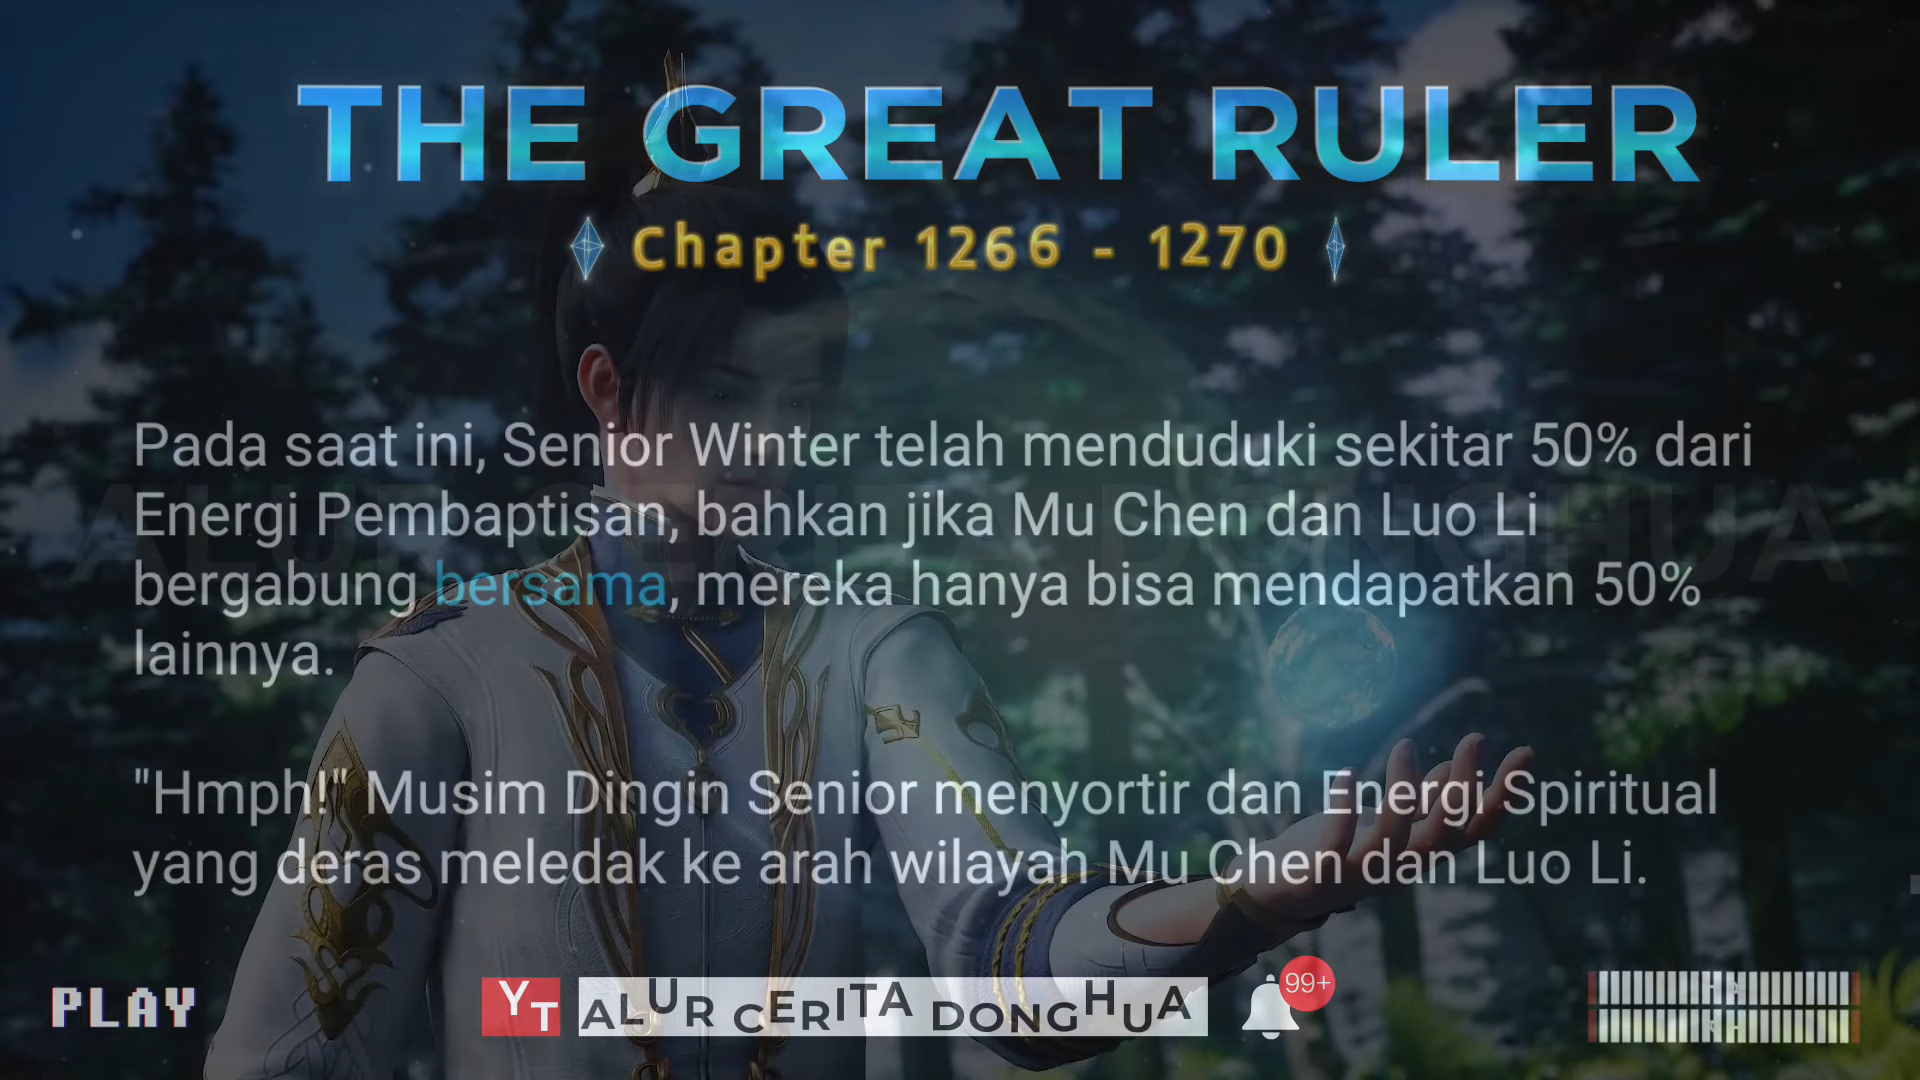 THE GREAT RULER
Chapter 1266 - 1270
Pada saat ini, Senior Winter telah menduduki sekitar 50% dari
Energi Pembaptisan, bahkan jika Mu Chen dan Luo Li
bergabung bersama, mereka hanya bisa mendapatkan 50%
lainnya.
"Hmph!" Musim Dingin Senior menyortir dan Energi Spiritual
yang deras meledak ke arah wilayah Mu Chen dan Luo Li.
PLAY
YT ALUR CERITA DONGHUA
99+